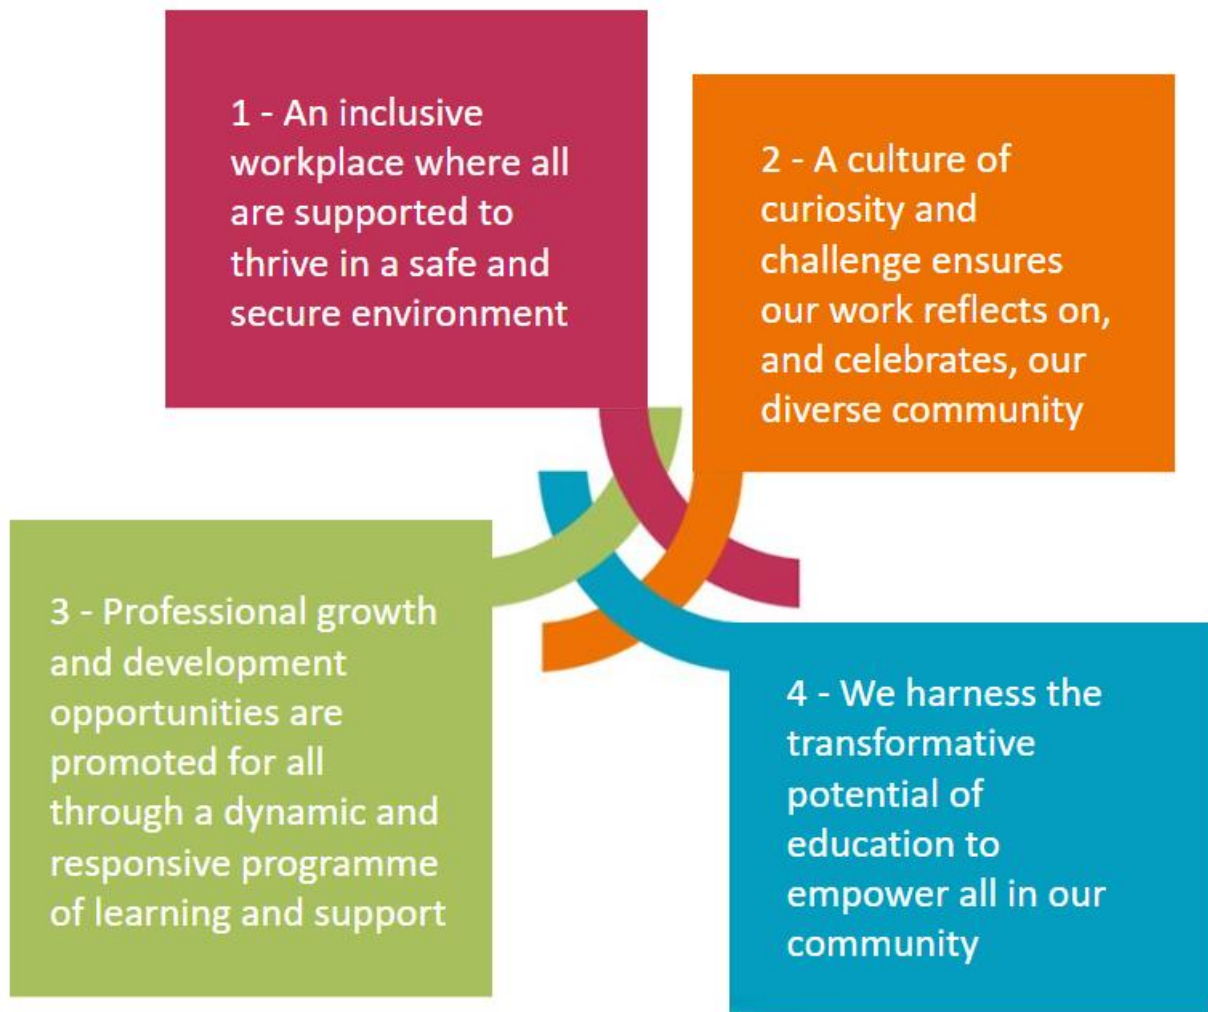 1 - An inclusive
workplace where all
are supported to
thrive in a safe and
secure environment
2 - A culture of
curiosity and
challenge ensures
our work reflects on,
and celebrates, our
diverse community
3 - Professional growth
and development
opportunities are
promoted for all
through a dynamic and
responsive programme
of learning and support
4 - We harness the
transformative
potential of
education to
empower all in our
community